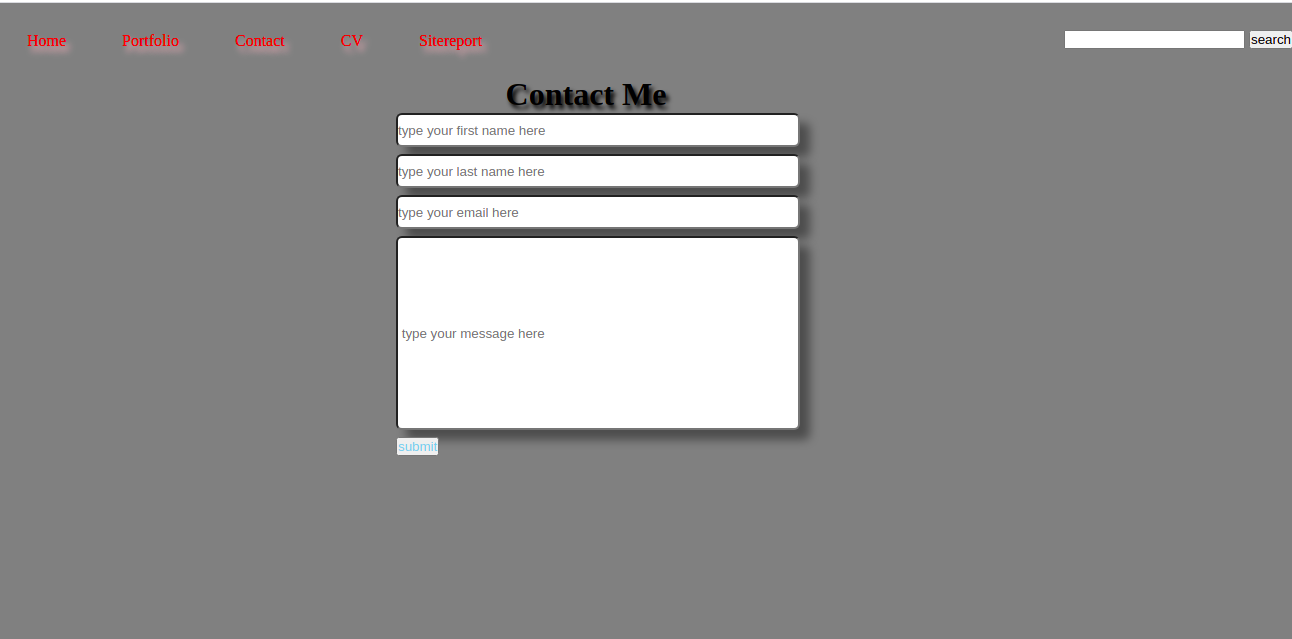 Home Portfolio Contact CV Sitereport search
Contact Me
type your first name here
type your last name here
type your email here
type your message here
submit